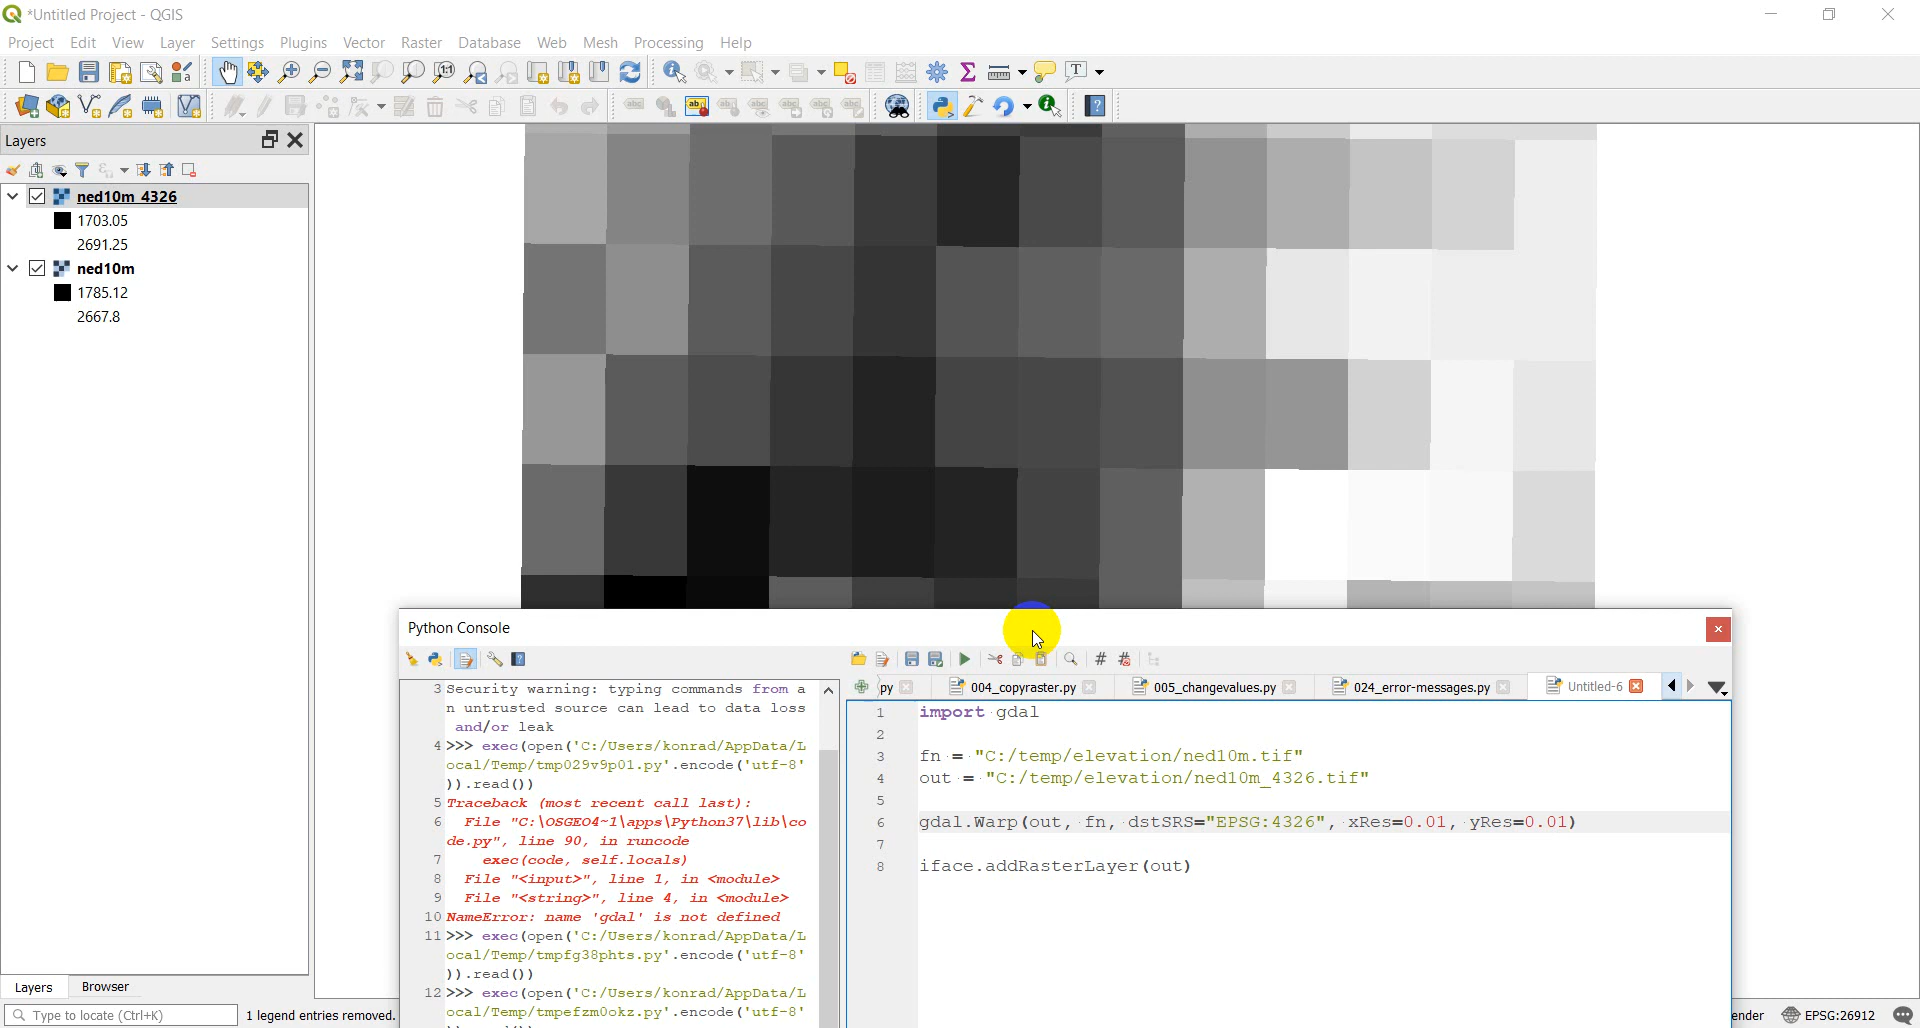 *Untitled Project - QGIS
Project Edit View Layer Settings Plugins Vector Raster Database Web Mesh Processing Help
Layers
ned10m_4326
1703.05
2691.25
ned10m
1785.12
2667.8
Python Console
py 004_copyraster.py 005_changevalues.py 024_error-messages.py Untitled-6
3 Security warning: typing commands from a
n untrusted source can lead to data loss
and/or leak
4 >>> exec(open('C:/Users/konrad/AppData/L
ocal/Temp/tmp029v9p01.py'.encode('utf-8'
)).read())
5 Traceback (most recent call last):
6 File "C:\OSGEO4~1\apps\Python37\lib\co
de.py", line 90, in runcode
7 exec(code, self.locals)
8 File "<input>", line 1, in <module>
9 File "<string>", line 4, in <module>
10 NameError: name 'gdal' is not defined
11 >>> exec(open('C:/Users/konrad/AppData/L
ocal/Temp/tmpfg38phts.py'.encode('utf-8'
)).read())
12 >>> exec(open('C:/Users/konrad/AppData/L
ocal/Temp/tmpefzm0okz.py'.encode('utf-8'
1 import gdal
2
3 fn = "C:/temp/elevation/ned10m.tif"
4 out = "C:/temp/elevation/ned10m_4326.tif"
5
6 gdal.Warp(out, fn, dstSRS="EPSG:4326", xRes=0.01, yRes=0.01)
7
8 iface.addRasterLayer(out)
Layers Browser
Type to locate (Ctrl+K) 1 legend entries removed. ender EPSG:26912